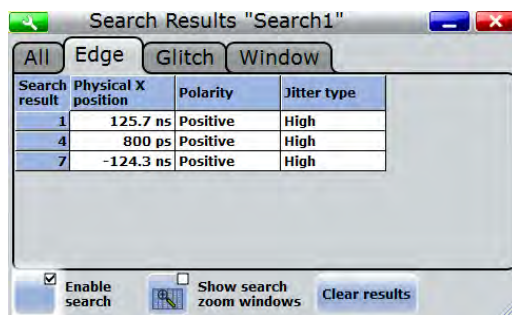 Search Results "Search1"
All Edge Glitch Window
Search result Physical X position Polarity Jitter type
1 125.7 ns Positive High
4 800 ps Positive High
7 -124.3 ns Positive High
Enable search
Show search zoom windows
Clear results